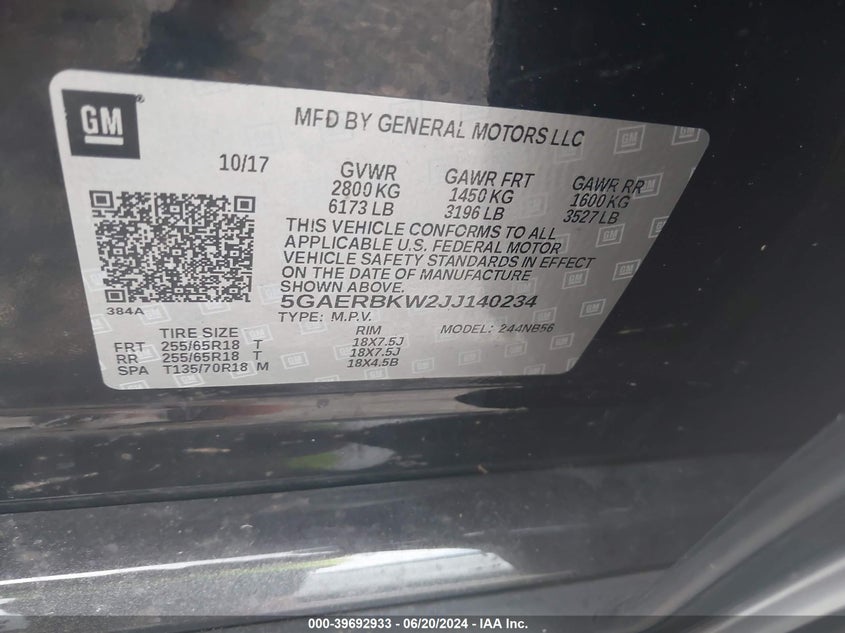 GM
MFD BY GENERAL MOTORS LLC
10/17
GVWR
2800 KG
6173 LB
GAWR FRT
1450 KG
3196 LB
GAWR RR
1600 KG
3527 LB
THIS VEHICLE CONFORMS TO ALL
APPLICABLE U.S. FEDERAL MOTOR
VEHICLE SAFETY STANDARDS IN EFFECT
ON THE DATE OF MANUFACTURE
SHOWN ABOVE.
384A
5GAERBKW2JJ140234
TYPE: M.P.V. MODEL: 244NB56
TIRE SIZE RIM
FRT 255/65R18 T 18X7.5J
RR 255/65R18 T 18X7.5J
SPA T135/70R18 M 18X4.5B
000-39692933 - 06/20/2024 - IAA Inc.